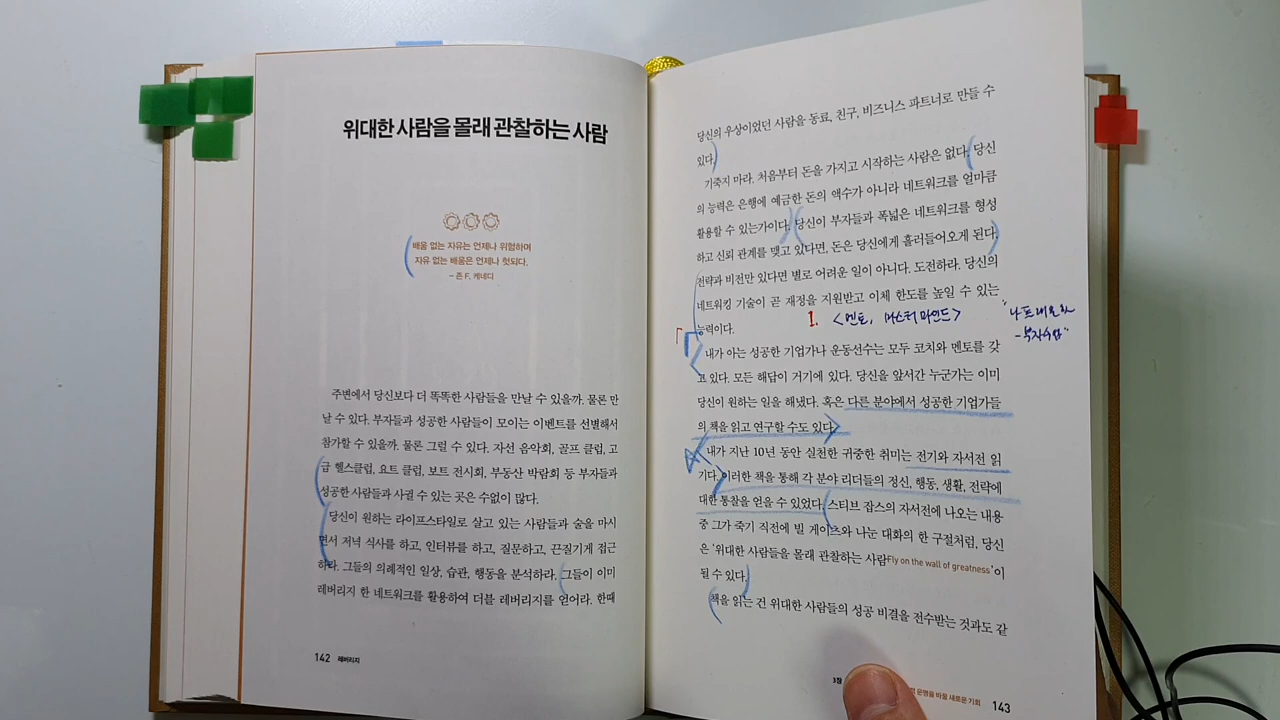 위대한 사람을 몰래 관찰하는 사람
배움 없는 자유는 언제나 위험하며
자유 없는 배움은 언제나 헛되다.
– 존 F. 케네디
주변에서 당신보다 더 똑똑한 사람들을 만날 수 있을까. 물론 만
날 수 있다. 부자들과 성공한 사람들이 모이는 이벤트를 선별해서
참가할 수 있을까. 물론 그럴 수 있다. 자선 음악회, 골프 클럽, 고
급 헬스클럽, 요트 클럽, 보트 전시회, 부동산 박람회 등 부자들과
성공한 사람들과 사귈 수 있는 곳은 수없이 많다.
당신이 원하는 라이프스타일로 살고 있는 사람들과 술을 마시
면서 저녁 식사를 하고, 인터뷰를 하고, 질문하고, 끈질기게 접근
하라. 그들의 의례적인 일상, 습관, 행동을 분석하라. 그들이 이미
레버리지 한 네트워크를 활용하여 더블 레버리지를 얻어라. 한때
142 레버리지
당신의 우상이었던 사람을 동료, 친구, 비즈니스 파트너로 만들 수
있다.
기죽지 마라. 처음부터 돈을 가지고 시작하는 사람은 없다. 당신
의 능력은 은행에 예금한 돈의 액수가 아니라 네트워크를 얼마큼
활용할 수 있는가이다. 당신이 부자들과 폭넓은 네트워크를 형성
하고 신뢰 관계를 맺고 있다면, 돈은 당신에게 흘러들어오게 된다.
전략과 비전만 있다면 별로 어려운 일이 아니다. 도전하라. 당신의
네트워킹 기술이 곧 재정을 지원받고 이체 한도를 높일 수 있는
능력이다.
1. <멘토, 마스터마인드>
내가 아는 성공한 기업가나 운동선수는 모두 코치와 멘토를 갖
고 있다. 모든 해답이 거기에 있다. 당신을 앞서간 누군가는 이미
당신이 원하는 일을 해냈다. 혹은 다른 분야에서 성공한 기업가들
의 책을 읽고 연구할 수도 있다.
내가 지난 10년 동안 실천한 귀중한 취미는 전기와 자서전 읽
기다. 이러한 책을 통해 각 분야 리더들의 정신, 행동, 생활, 전략에
대한 통찰을 얻을 수 있었다. 스티브 잡스의 자서전에 나오는 내용
중 그가 죽기 직전에 빌 게이츠와 나눈 대화의 한 구절처럼, 당신
은 '위대한 사람들을 몰래 관찰하는 사람Fly on the wall of greatness'이
될 수 있다.
책을 읽는 건 위대한 사람들의 성공 비결을 전수받는 것과도 같
3장
운명을 바꿀 새로운 기회 143